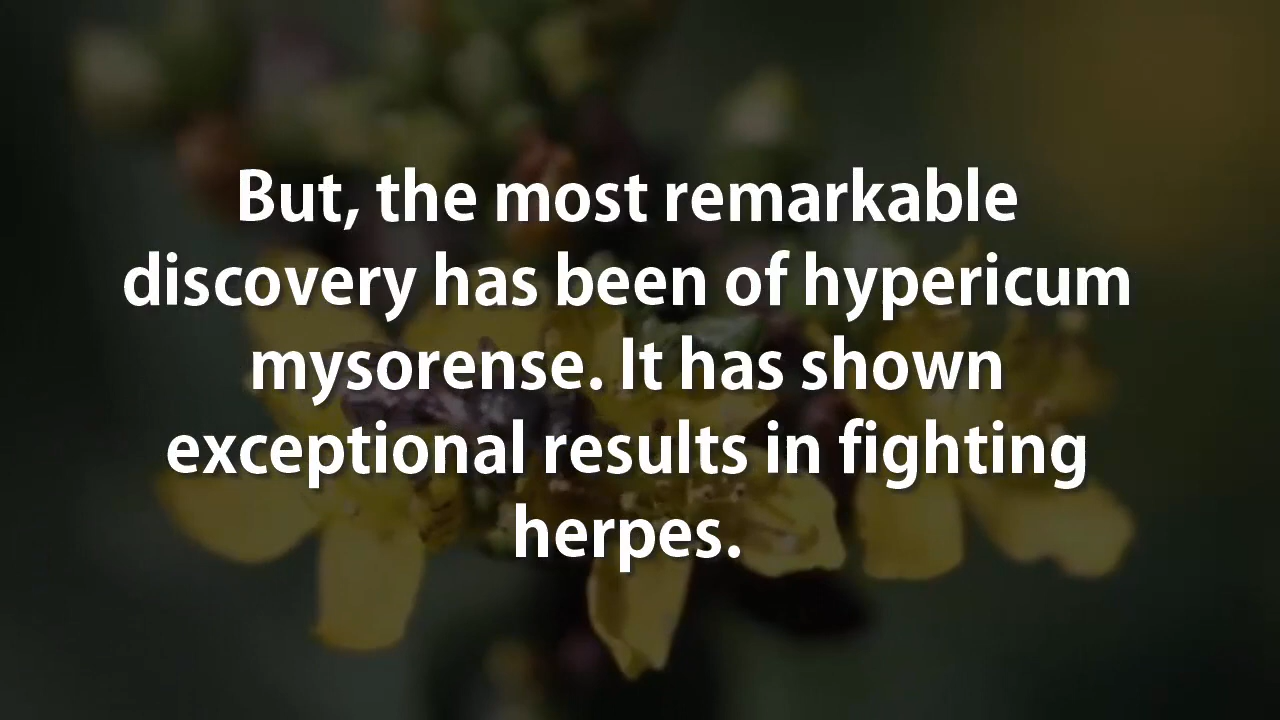 But, the most remarkable
discovery has been of hypericum
mysorense. It has shown
exceptional results in fighting
herpes.